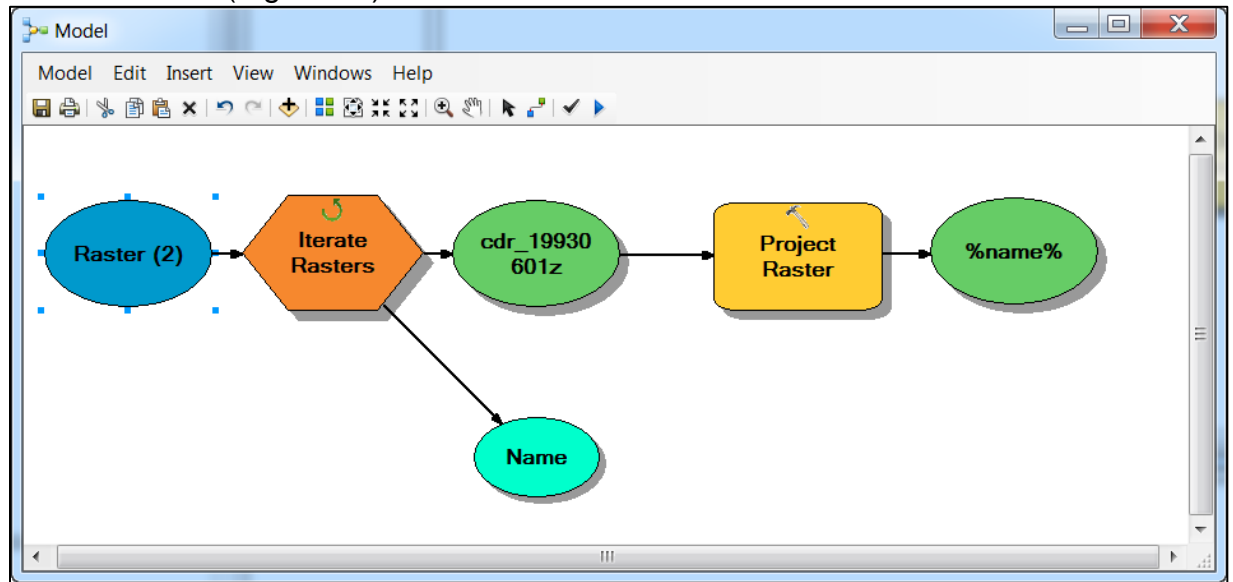 Model
Model Edit Insert View Windows Help
Raster (2)
Iterate
Rasters
cdr_19930
601z
Project
Raster
%name%
Name